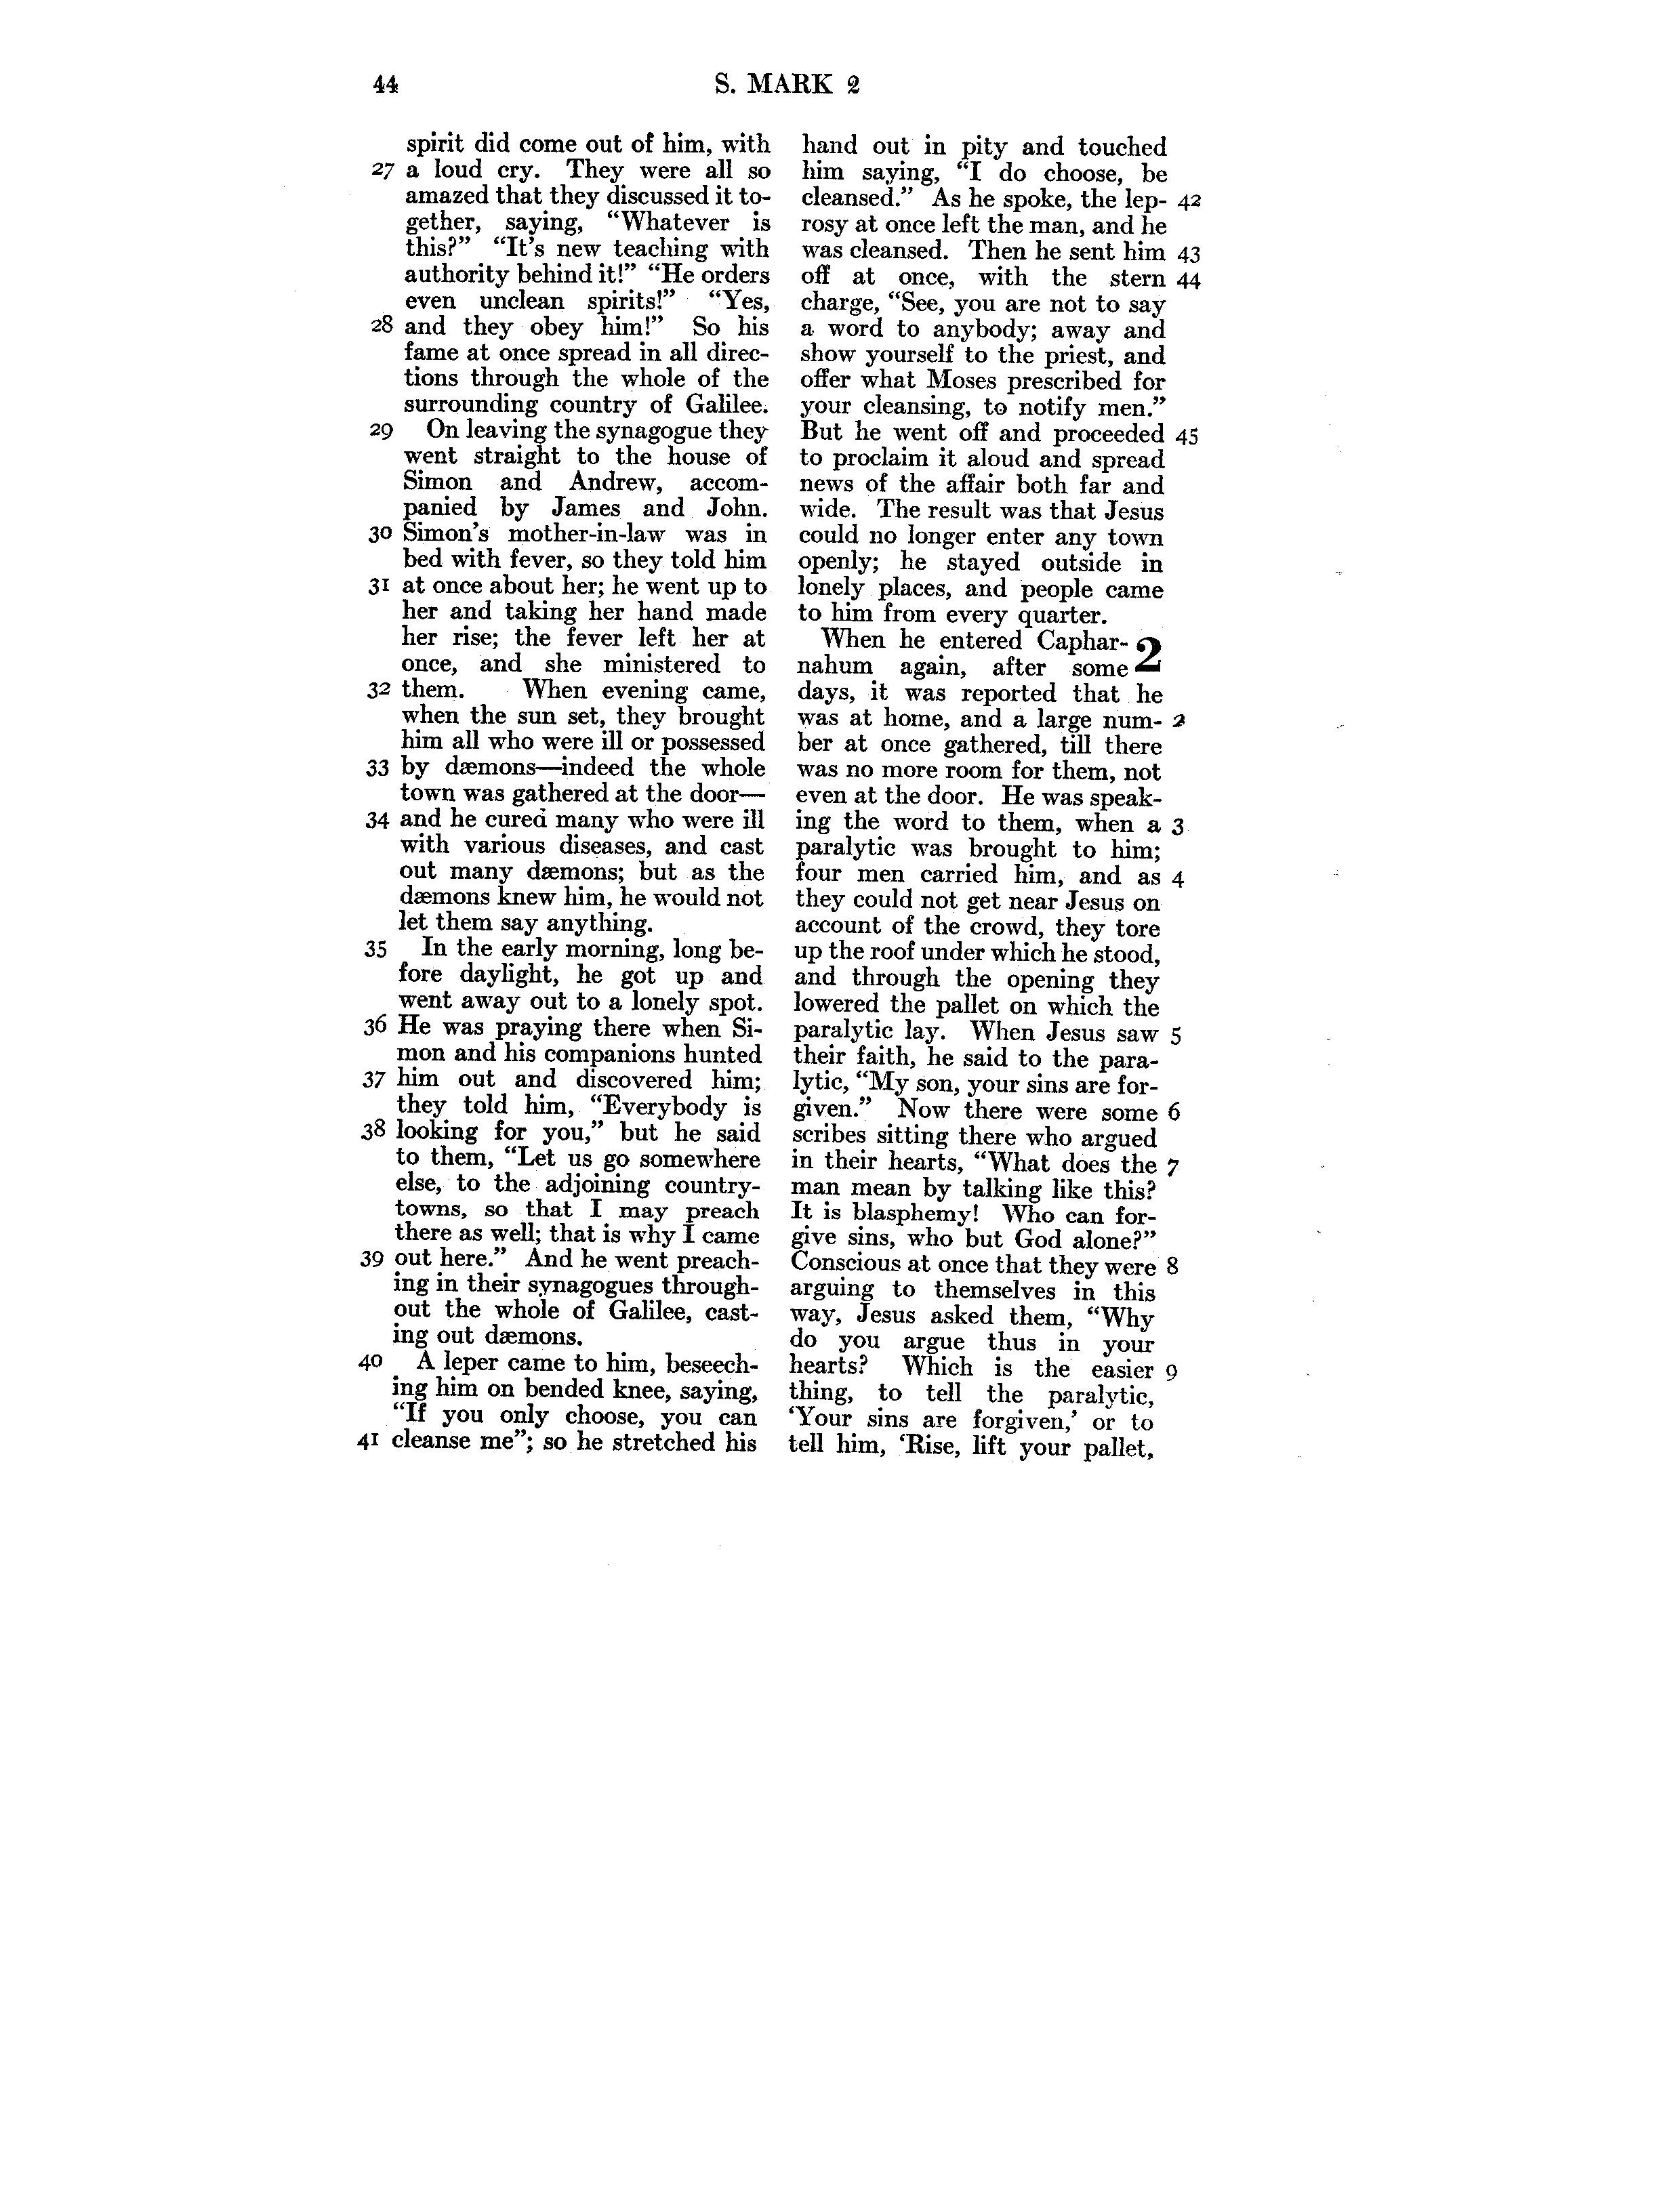 44
S. MARK 2
spirit did come out of him, with
27 a loud cry. They were all so
amazed that they discussed it to-
gether, saying, “Whatever is
this?” “It’s new teaching with
authority behind it!” “He orders
even unclean spirits!” “Yes,
28 and they obey him!” So his
fame at once spread in all direc-
tions through the whole of the
surrounding country of Galilee.
29 On leaving the synagogue they
went straight to the house of
Simon and Andrew, accom-
panied by James and John.
30 Simon’s mother-in-law was in
bed with fever, so they told him
31 at once about her; he went up to
her and taking her hand made
her rise; the fever left her at
once, and she ministered to
32 them. When evening came,
when the sun set, they brought
him all who were ill or possessed
33 by dæmons—indeed the whole
town was gathered at the door—
34 and he cured many who were ill
with various diseases, and cast
out many dæmons; but as the
dæmons knew him, he would not
let them say anything.
35 In the early morning, long be-
fore daylight, he got up and
went away out to a lonely spot.
36 He was praying there when Si-
mon and his companions hunted
37 him out and discovered him;
they told him, “Everybody is
38 looking for you,” but he said
to them, “Let us go somewhere
else, to the adjoining country-
towns, so that I may preach
there as well; that is why I came
39 out here.” And he went preach-
ing in their synagogues through-
out the whole of Galilee, cast-
ing out dæmons.
40 A leper came to him, beseech-
ing him on bended knee, saying,
“If you only choose, you can
41 cleanse me”; so he stretched his
hand out in pity and touched
him saying, “I do choose, be
cleansed.” As he spoke, the lep- 42
rosy at once left the man, and he
was cleansed. Then he sent him 43
off at once, with the stern 44
charge, “See, you are not to say
a word to anybody; away and
show yourself to the priest, and
offer what Moses prescribed for
your cleansing, to notify men.”
But he went off and proceeded 45
to proclaim it aloud and spread
news of the affair both far and
wide. The result was that Jesus
could no longer enter any town
openly; he stayed outside in
lonely places, and people came
to him from every quarter.
When he entered Caphar- 2
nahum again, after some
days, it was reported that he
was at home, and a large num- 2
ber at once gathered, till there
was no more room for them, not
even at the door. He was speak-
ing the word to them, when a 3
paralytic was brought to him;
four men carried him, and as 4
they could not get near Jesus on
account of the crowd, they tore
up the roof under which he stood,
and through the opening they
lowered the pallet on which the
paralytic lay. When Jesus saw 5
their faith, he said to the para-
lytic, “My son, your sins are for-
given.” Now there were some 6
scribes sitting there who argued
in their hearts, “What does the 7
man mean by talking like this?
It is blasphemy! Who can for-
give sins, who but God alone?”
Conscious at once that they were 8
arguing to themselves in this
way, Jesus asked them, “Why
do you argue thus in your
hearts? Which is the easier 9
thing, to tell the paralytic,
‘Your sins are forgiven,’ or to
tell him, ‘Rise, lift your pallet,